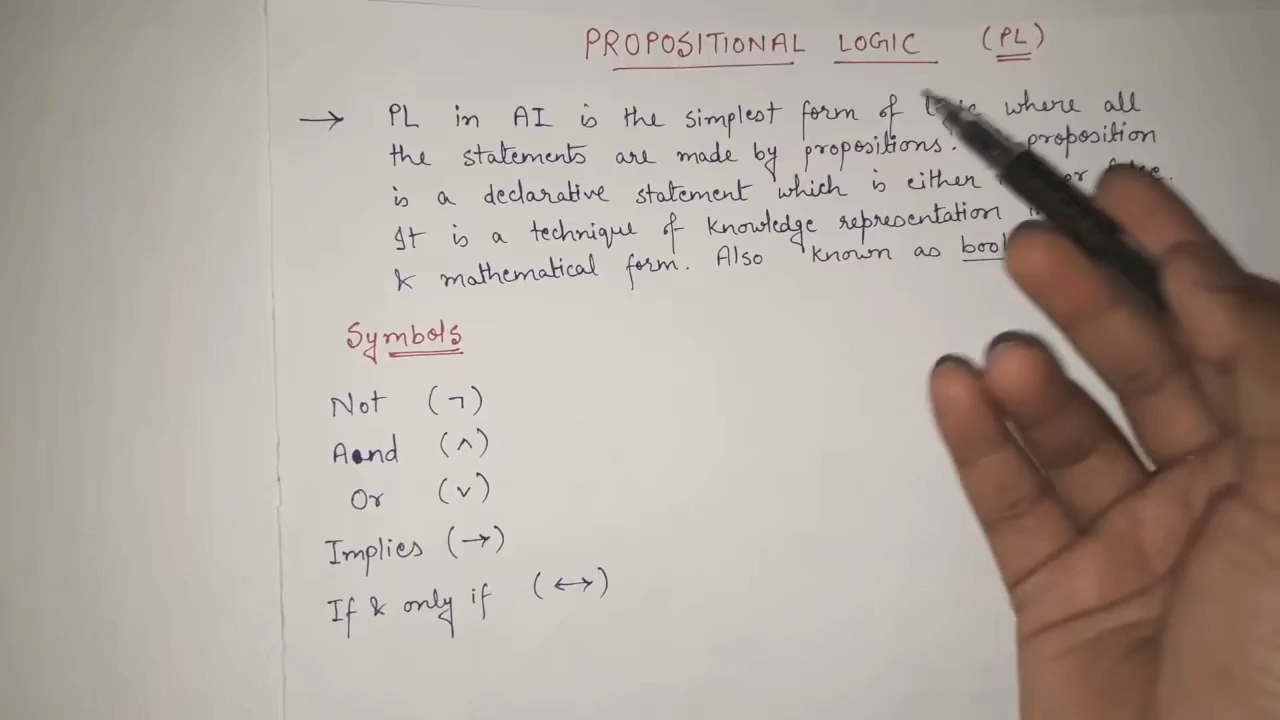 PROPOSITIONAL LOGIC (PL)
→ PL in AI is the simplest form of where all
the statements are made by propositions. proposition
is a declarative statement which is either or
It is a technique of knowledge representation
& mathematical form. Also known as
Symbols
Not (¬)
And (∧)
Or (∨)
Implies (→)
If & only if (↔)